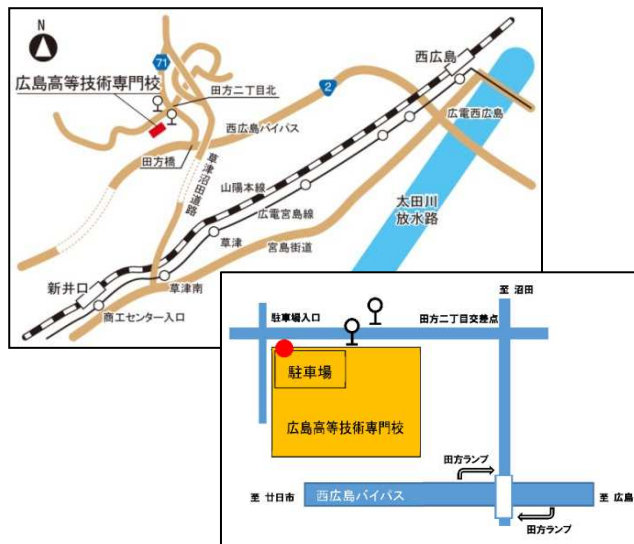 N
71
西広島
広島高等技術専門校
田方二丁目北
2
広電西広島
西広島バイパス
田方橋
草津沼田道路
山陽本線
太田川
放水路
広電宮島線
草津
宮島街道
新井口
草津南
商工センター入口
至 沼田
駐車場入口
田方二丁目交差点
駐車場
広島高等技術専門校
田方ランプ
至 廿日市
西広島バイパス
至 広島
田方ランプ